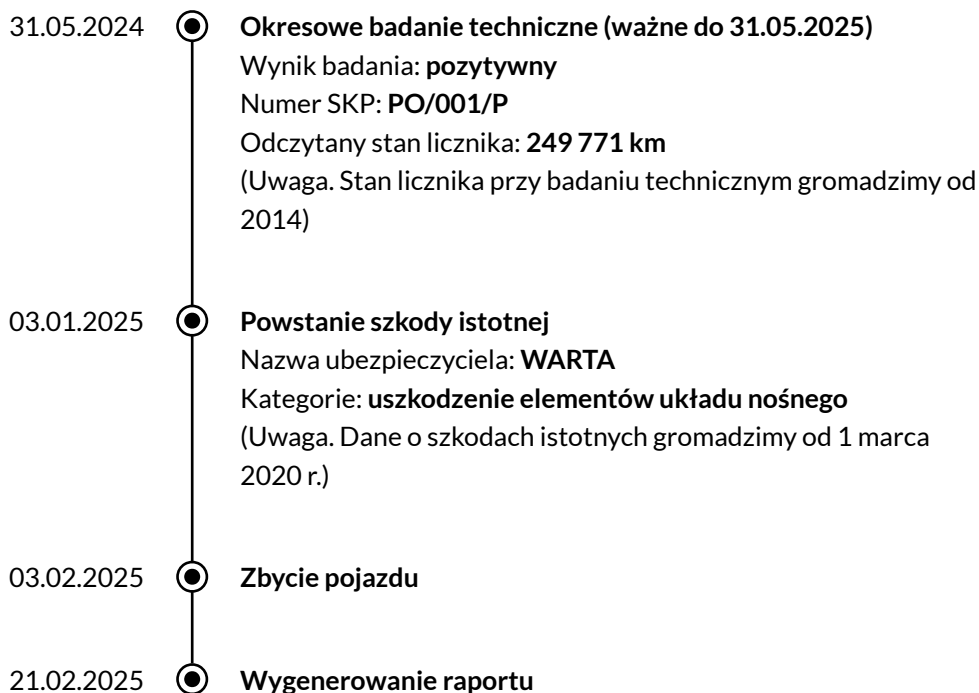 31.05.2024 Okresowe badanie techniczne (ważne do 31.05.2025)
Wynik badania: pozytywny
Numer SKP: PO/001/P
Odczytany stan licznika: 249 771 km
(Uwaga. Stan licznika przy badaniu technicznym gromadzimy od
2014)
03.01.2025 Powstanie szkody istotnej
Nazwa ubezpieczyciela: WARTA
Kategorie: uszkodzenie elementów układu nośnego
(Uwaga. Dane o szkodach istotnych gromadzimy od 1 marca
2020 r.)
03.02.2025 Zbycie pojazdu
21.02.2025 Wygenerowanie raportu